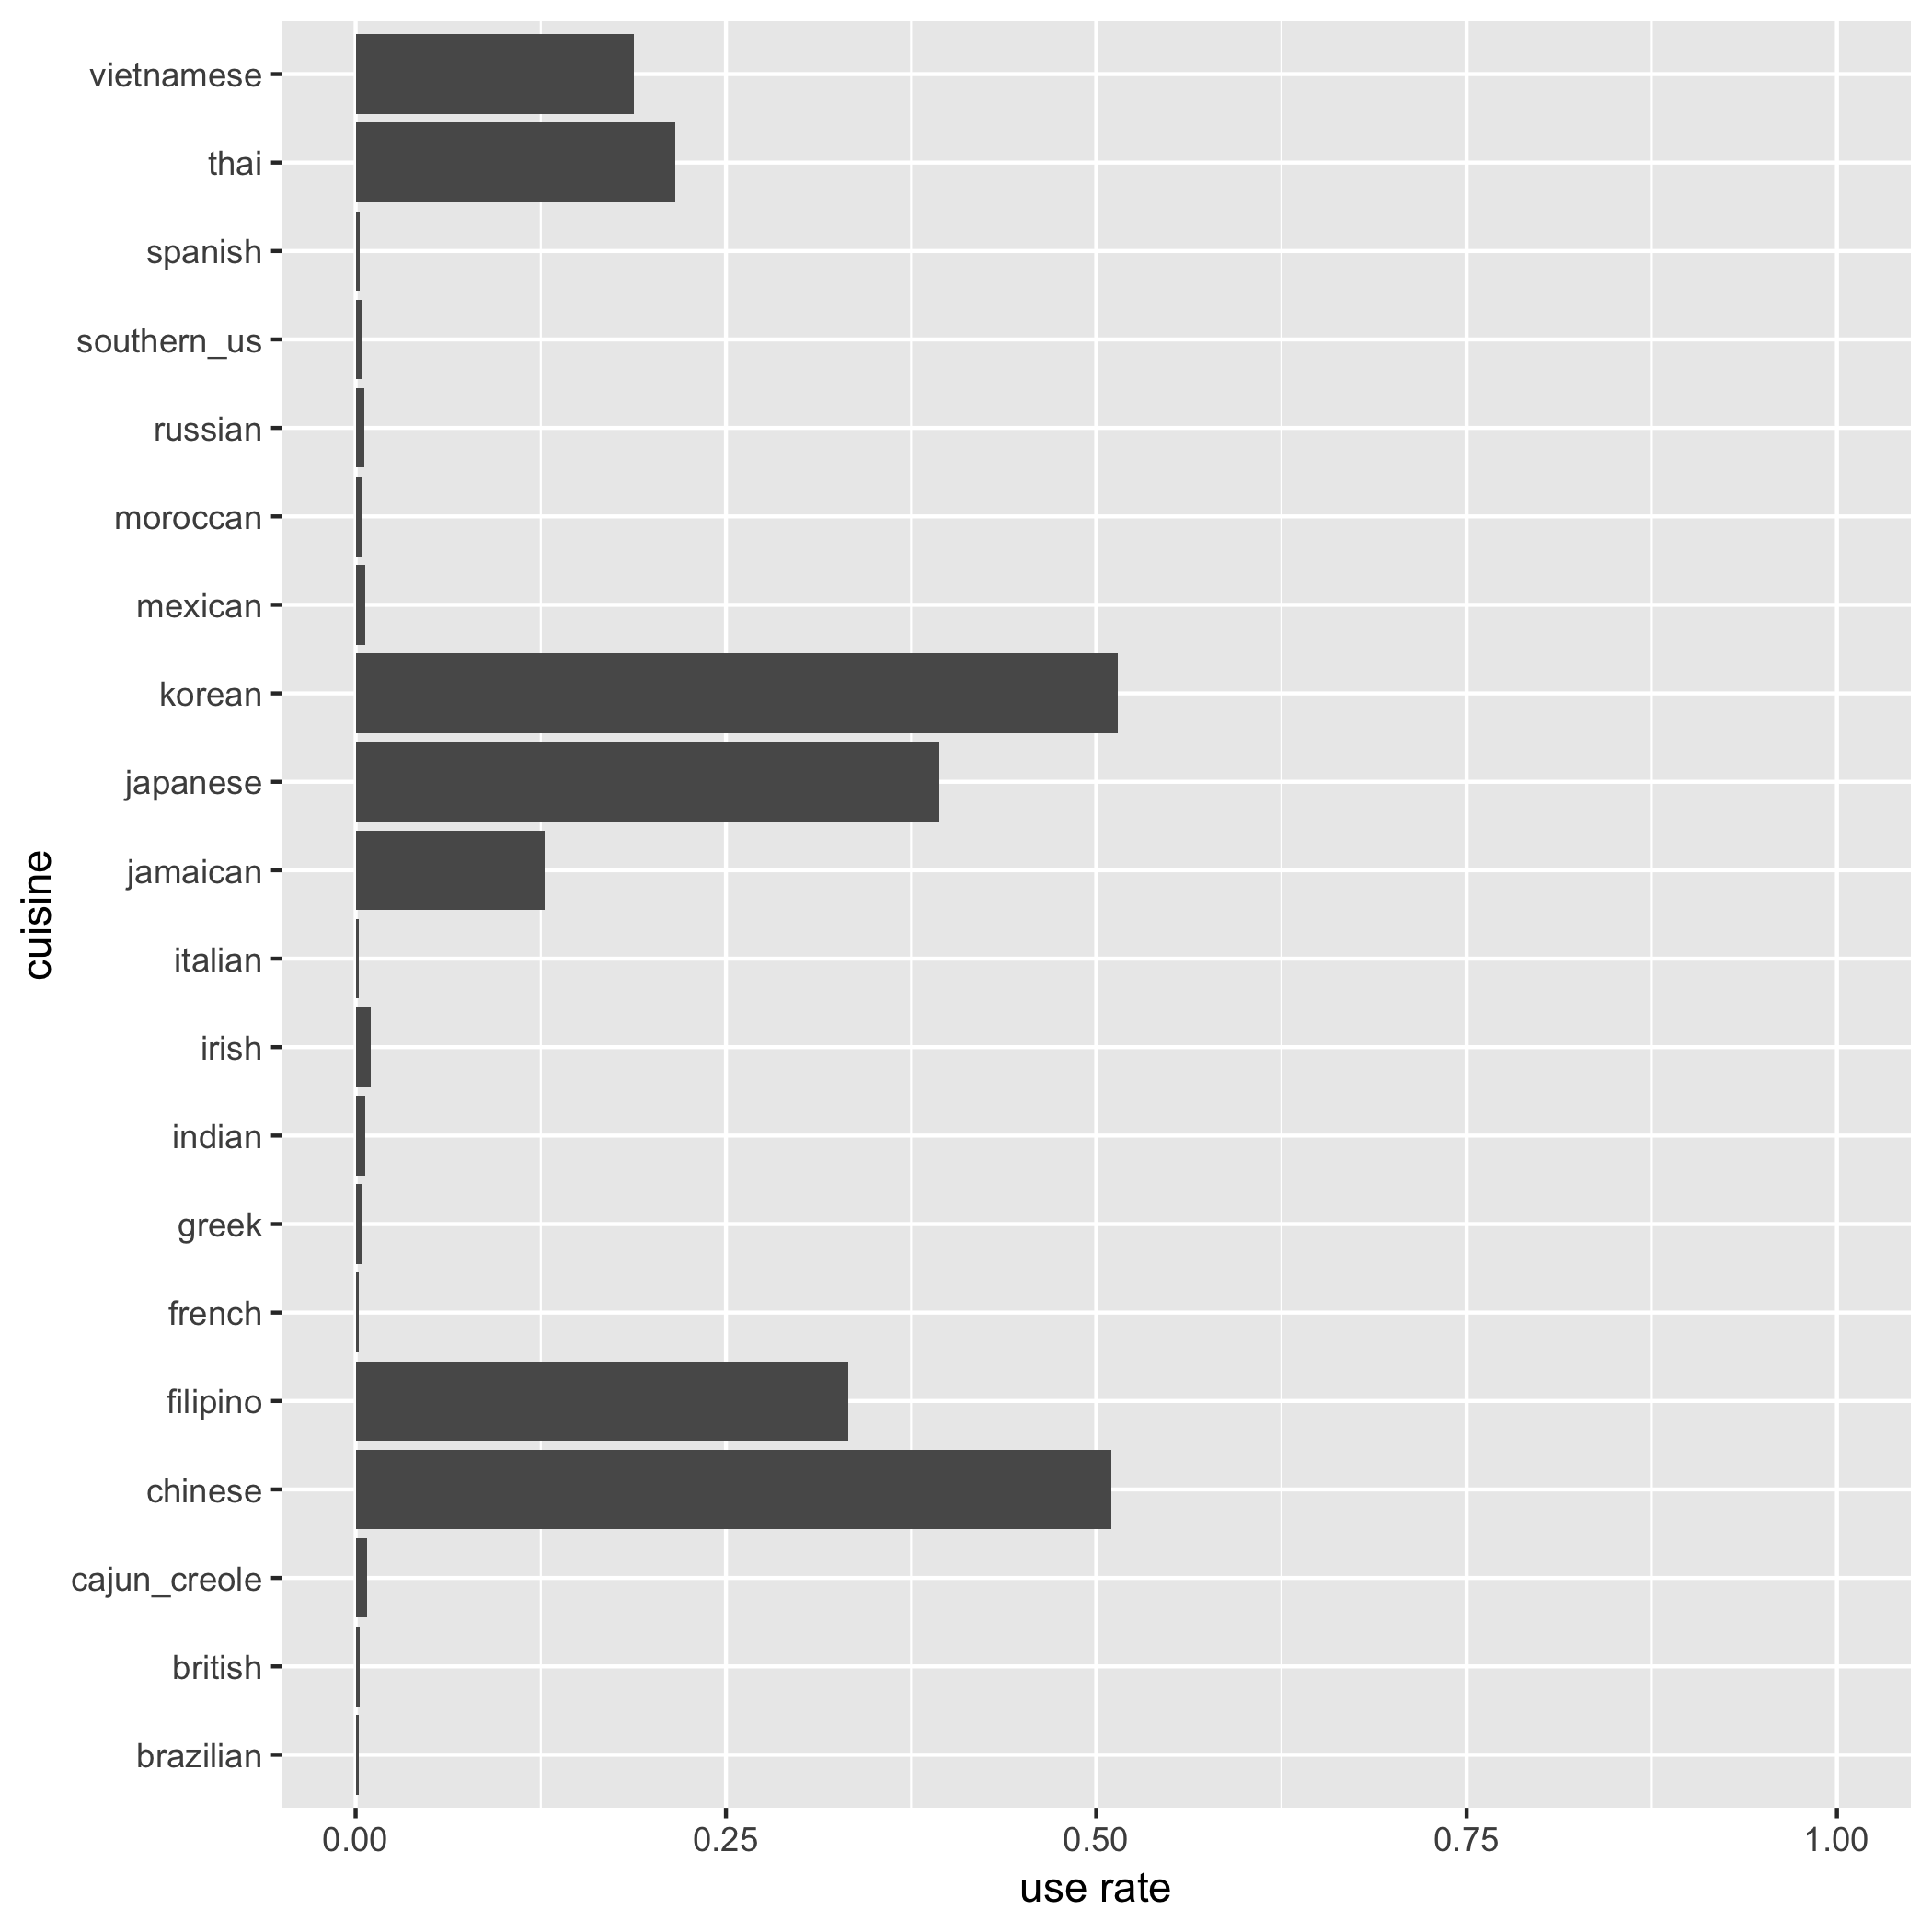 vietnamese
thai
spanish
southern_us
russian
moroccan
mexican
korean
japanese
jamaican
italian
irish
indian
greek
french
filipino
chinese
cajun_creole
british
brazilian
cuisine
0.00 0.25 0.50 0.75 1.00
use rate